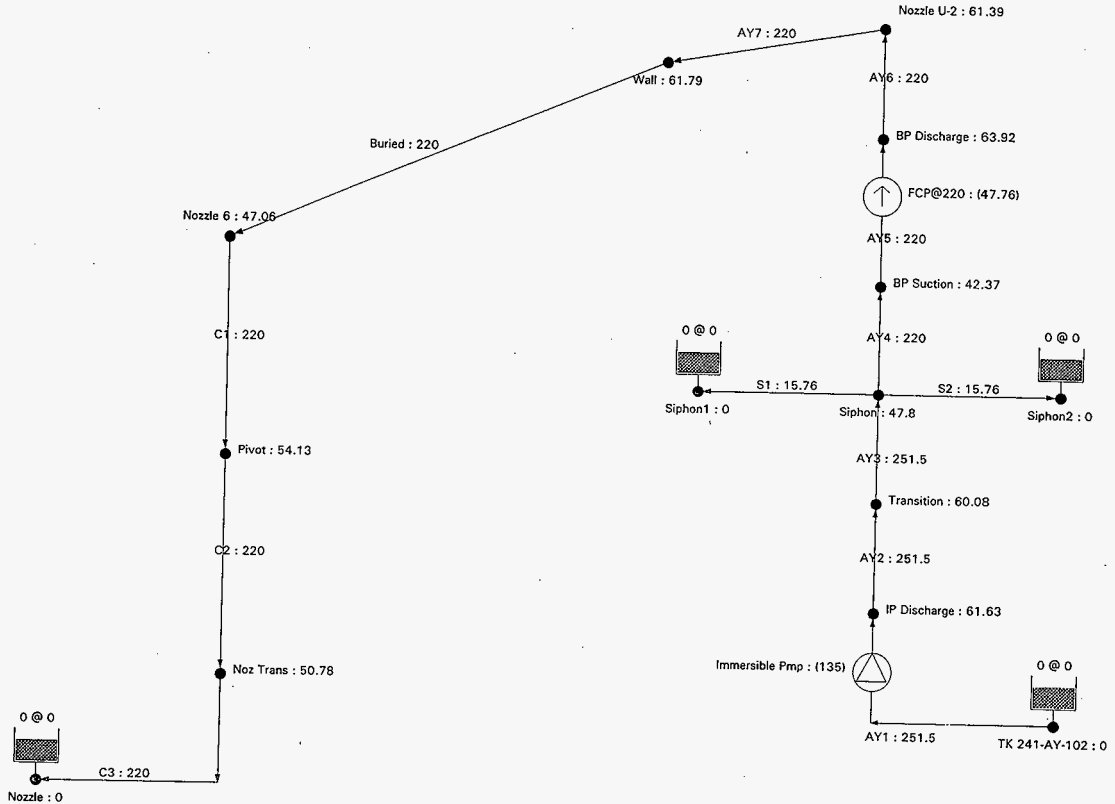 Nozzle U-2 : 61.39
AY7 : 220
Wall : 61.79
AY6 : 220
BP Discharge : 63.92
Buried : 220
FCP@220 : (47.76)
Nozzle 6 : 47.06
AY5 : 220
BP Suction : 42.37
C1 : 220
0 @ 0
AY4 : 220
0 @ 0
S1 : 15.76
S2 : 15.76
Siphon1 : 0
Siphon : 47.8
Siphon2 : 0
Pivot : 54.13
AY3 : 251.5
Transition : 60.08
C2 : 220
AY2 : 251.5
IP Discharge : 61.63
Noz Trans : 50.78
Immersible Pmp : (135)
0 @ 0
0 @ 0
AY1 : 251.5
TK 241-AY-102 : 0
C3 : 220
Nozzle : 0